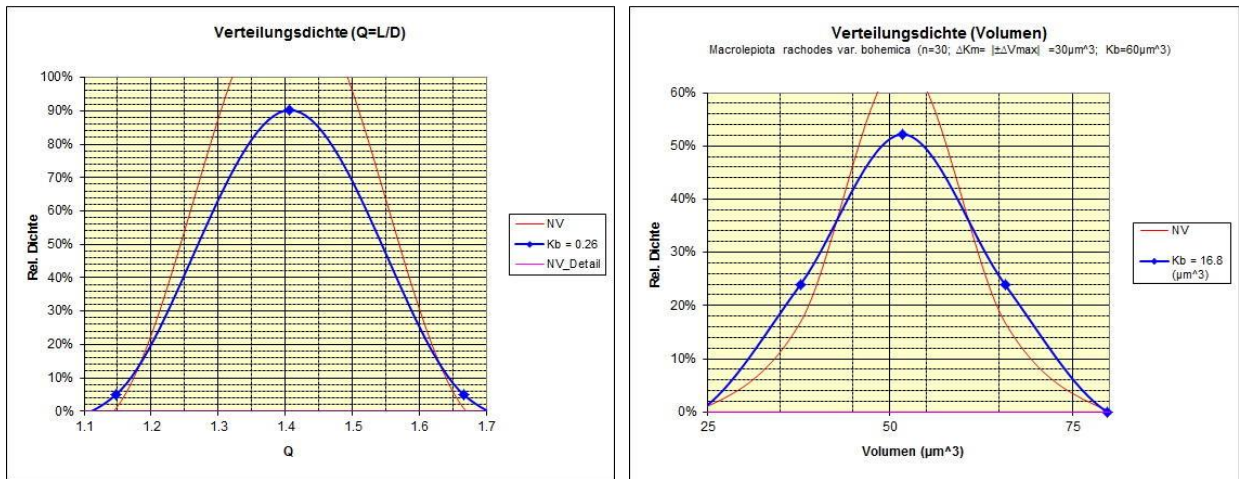 Verteilungsdichte (Q=L/D)
100%
90%
80%
70%
60%
50%
40%
30%
20%
10%
0%
Rel. Dichte
1.1 1.2 1.3 1.4 1.5 1.6 1.7
Q
NV
Kb = 0.26
NV_Detail
Verteilungsdichte (Volumen)
Macrolepiota rachodes var. bohemica (n=30; ΔKm= |±ΔVmax| =30µm^3; Kb=60µm^3)
60%
50%
40%
30%
20%
10%
0%
Rel. Dichte
25 50 75
Volumen (µm^3)
NV
Kb = 16.8
(µm^3)